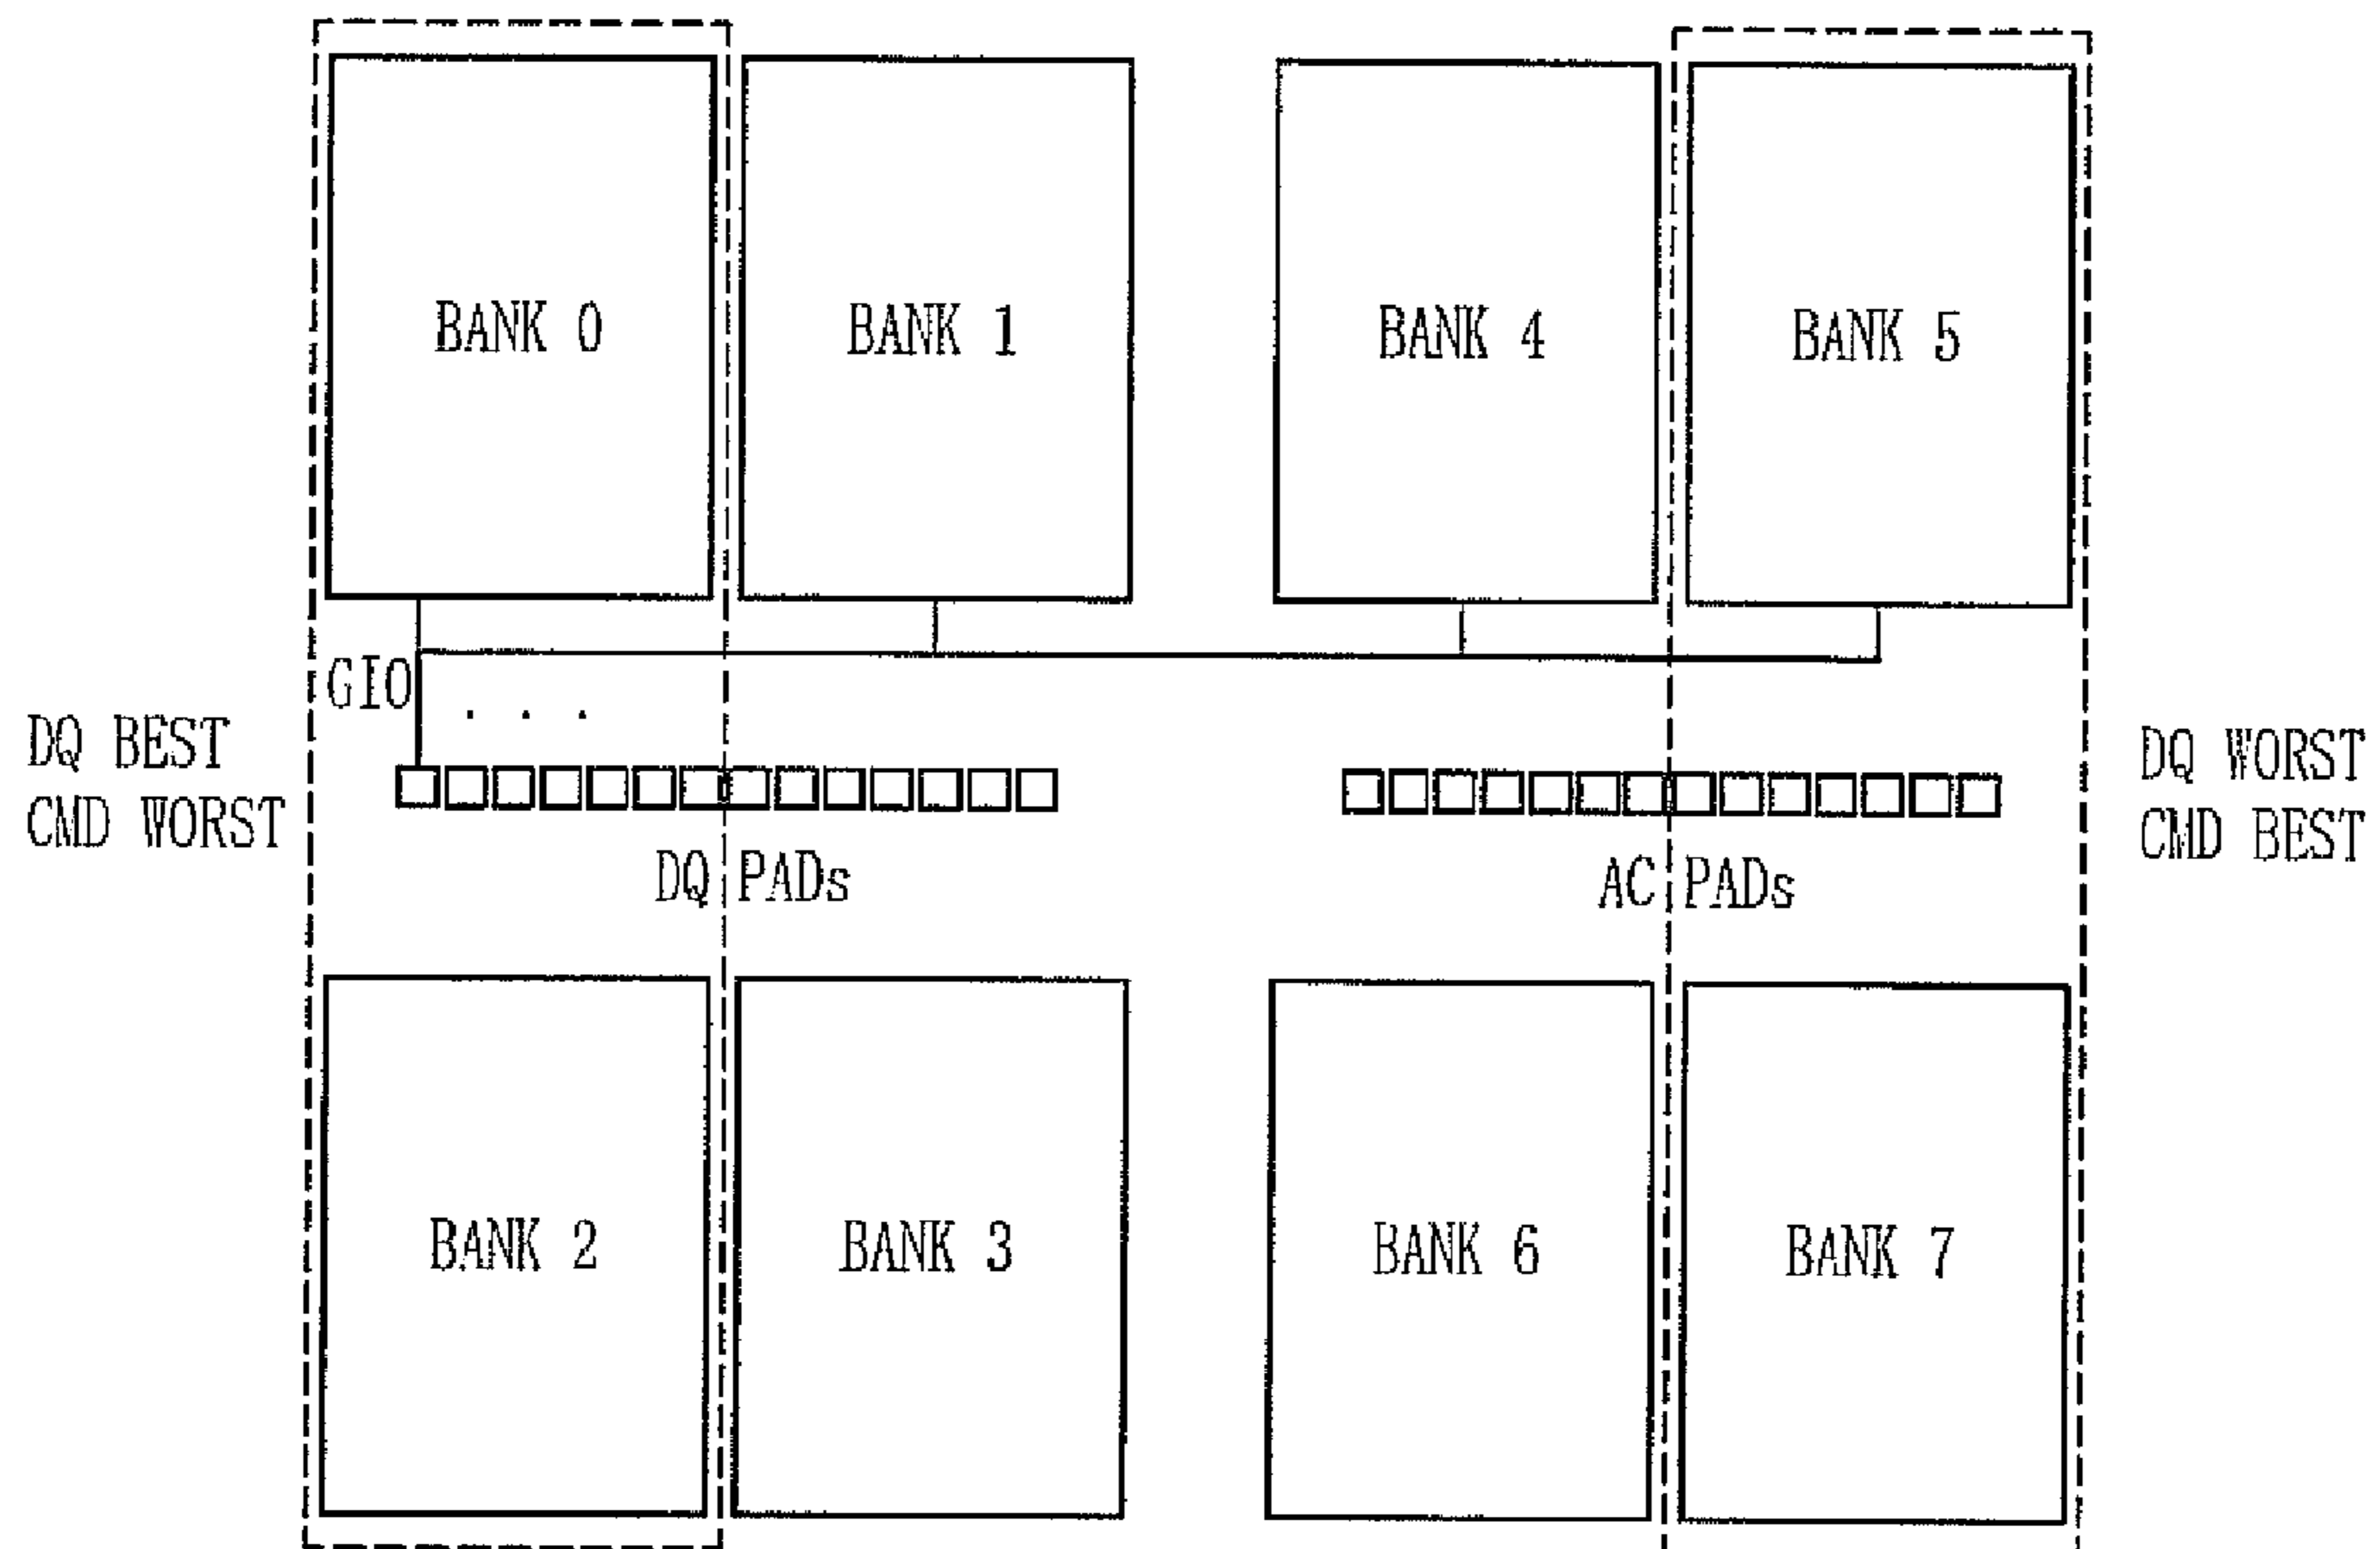 BANK 0
BANK 1
BANK 4
BANK 5
GIO
. . .
DQ BEST
CMD WORST
DQ WORST
CMD BEST
DQ PADs
AC PADs
BANK 2
BANK 3
BANK 6
BANK 7